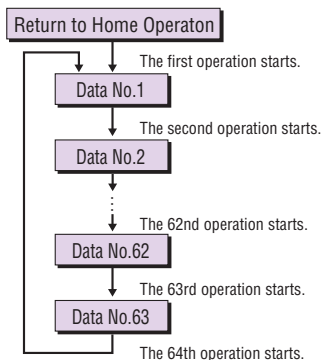 Return to Home Operaton
The first operation starts.
Data No.1
The second operation starts.
Data No.2
The 62nd operation starts.
Data No.62
The 63rd operation starts.
Data No.63
The 64th operation starts.